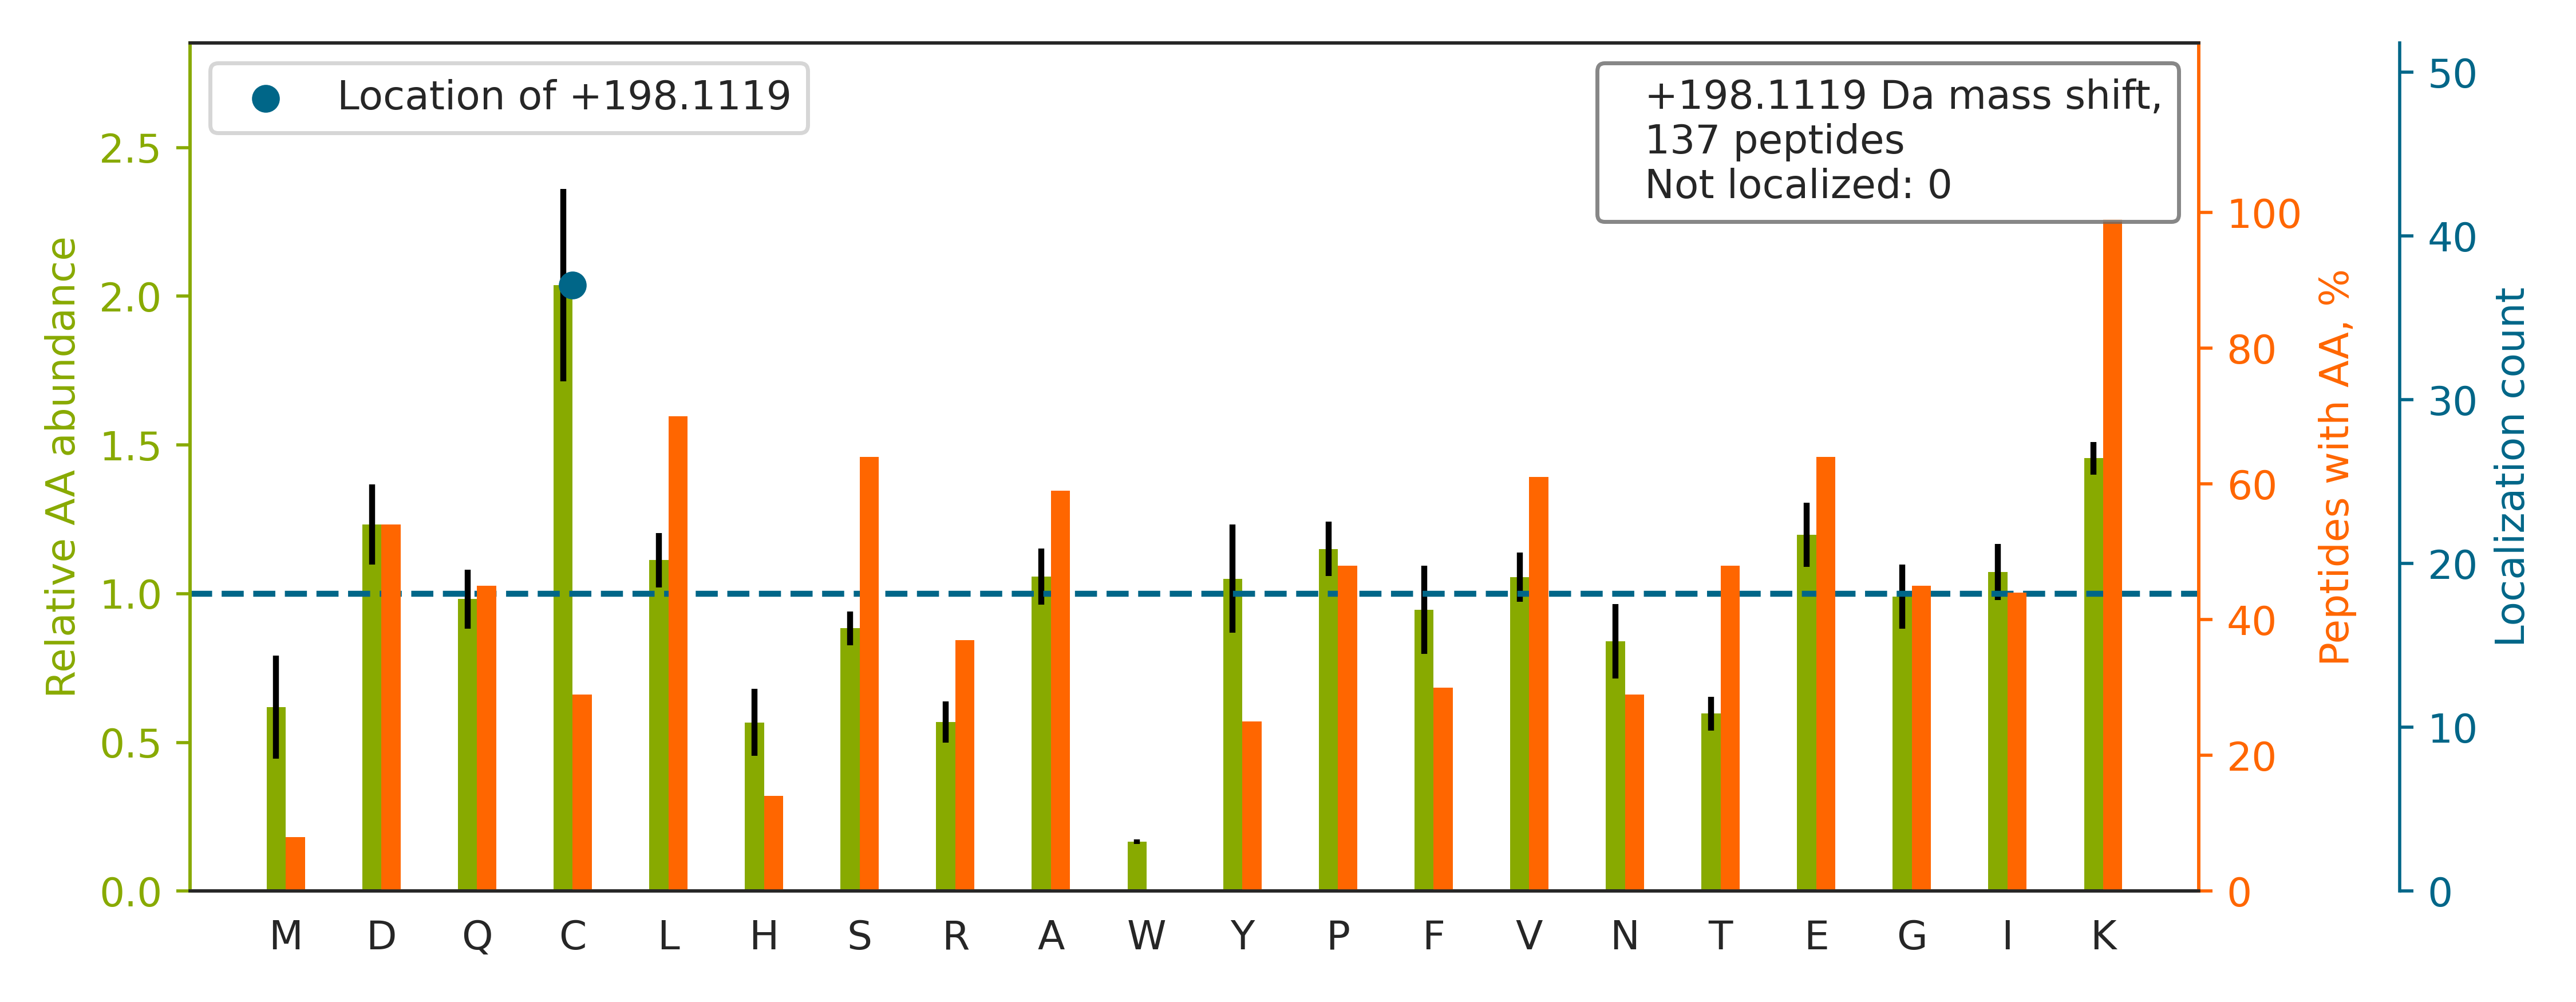 Location of +198.1119
+198.1119 Da mass shift,
137 peptides
Not localized: 0
Relative AA abundance
2.5
2.0
1.5
1.0
0.5
0.0
M D Q C L H S R A W Y P F V N T E G I K
100
80
60
40
20
0
Peptides with AA, %
50
40
30
20
10
0
Localization count